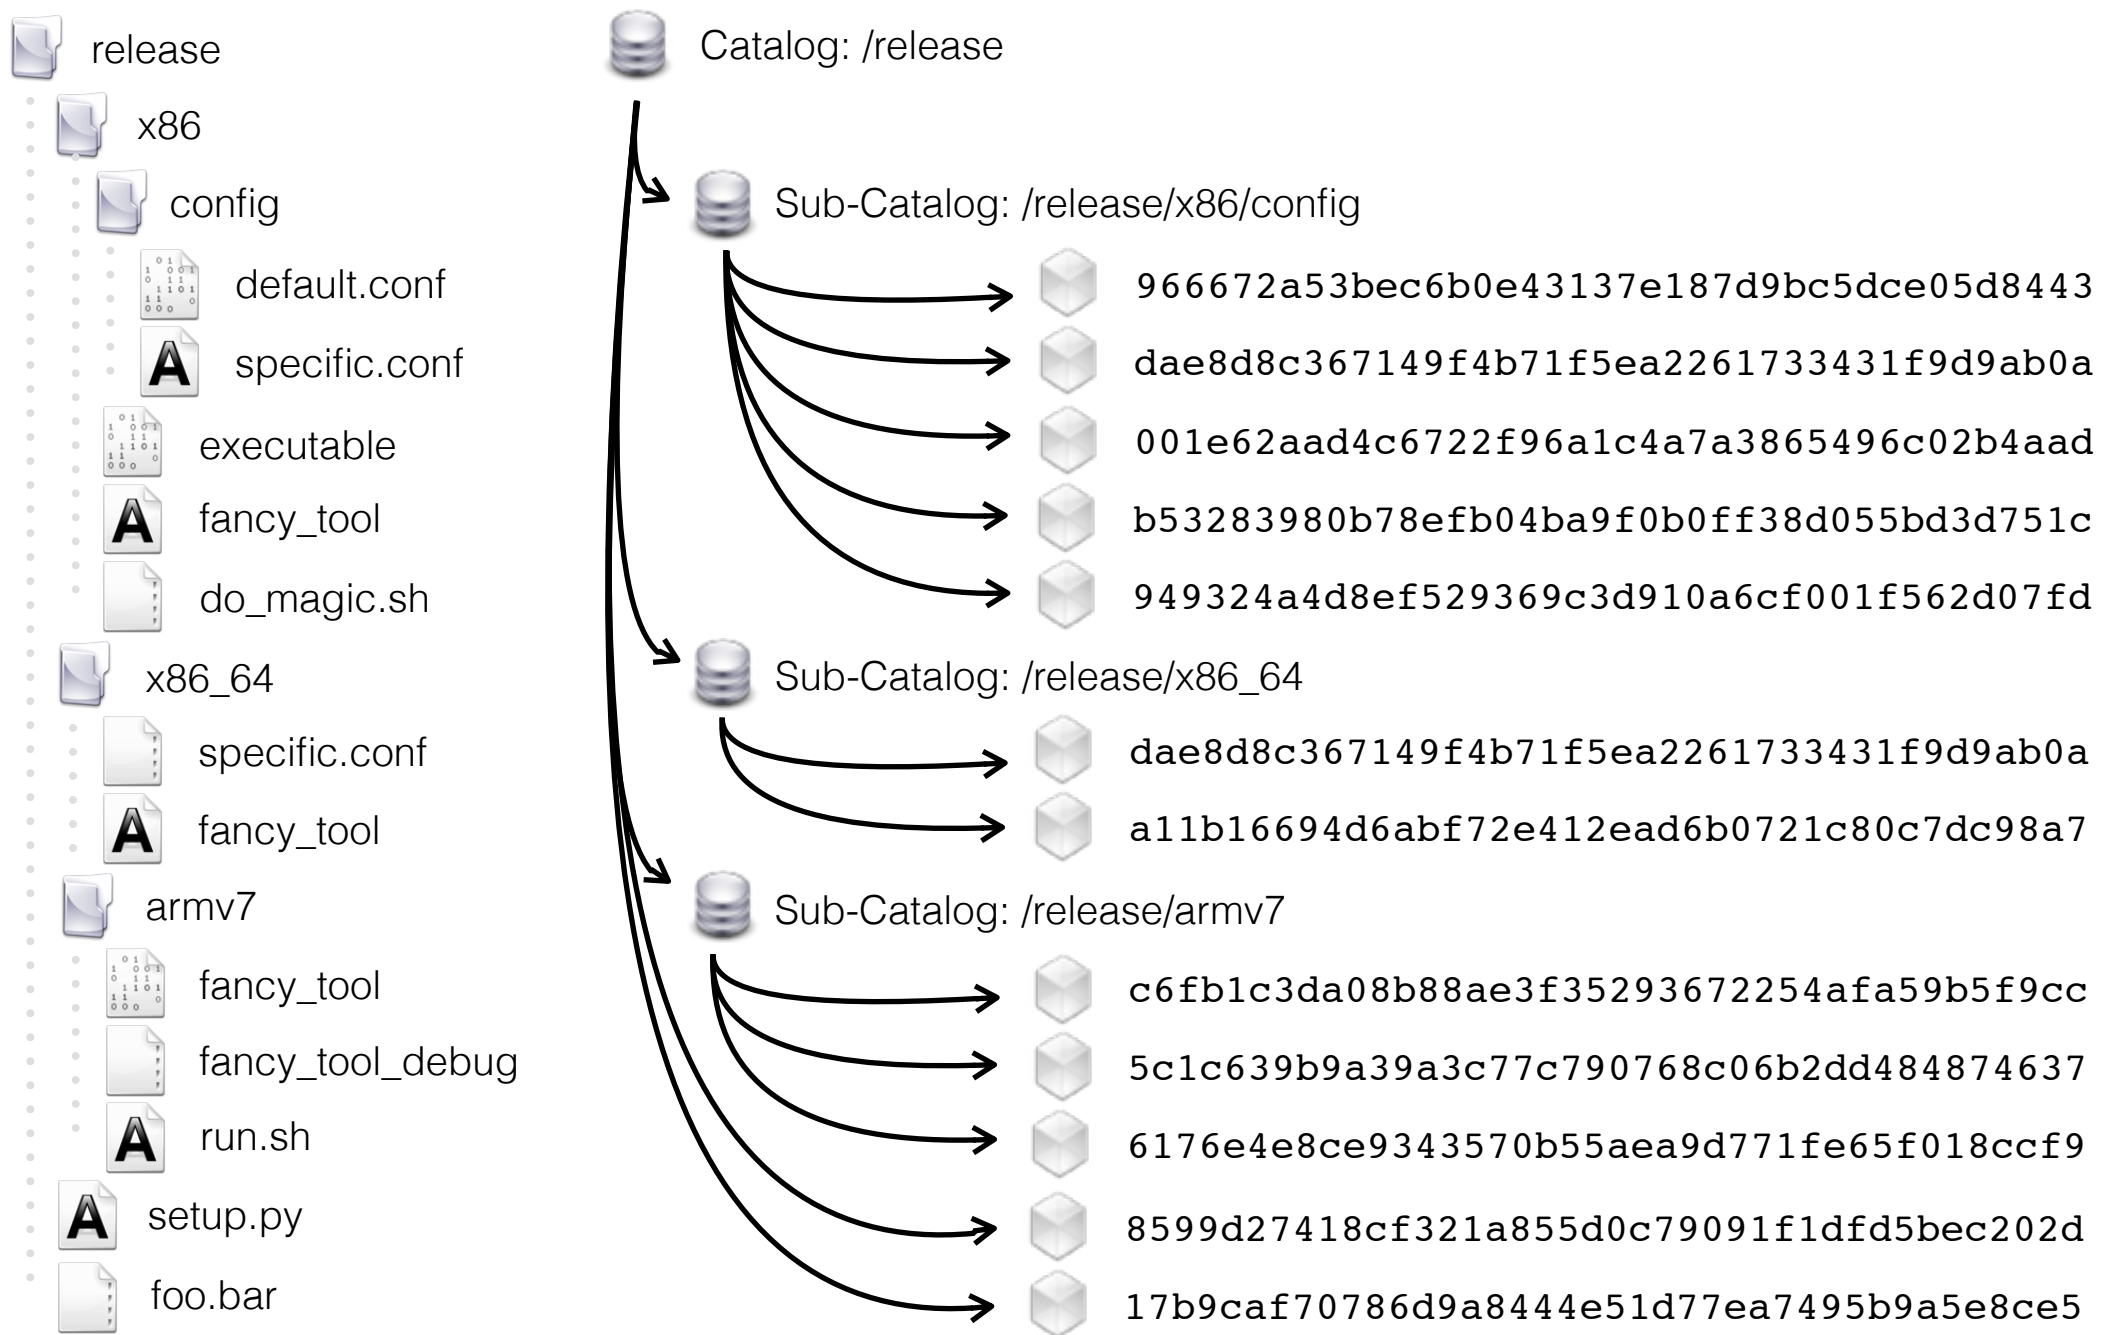 release
x86
config
default.conf
specific.conf
executable
fancy_tool
do_magic.sh
x86_64
specific.conf
fancy_tool
armv7
fancy_tool
fancy_tool_debug
run.sh
setup.py
foo.bar
Catalog: /release
Sub-Catalog: /release/x86/config
966672a53bec6b0e43137e187d9bc5dce05d8443
dae8d8c367149f4b71f5ea2261733431f9d9ab0a
001e62aad4c6722f96a1c4a7a3865496c02b4aad
b53283980b78efb04ba9f0b0ff38d055bd3d751c
949324a4d8ef529369c3d910a6cf001f562d07fd
Sub-Catalog: /release/x86_64
dae8d8c367149f4b71f5ea2261733431f9d9ab0a
a11b16694d6abf72e412ead6b0721c80c7dc98a7
Sub-Catalog: /release/armv7
c6fb1c3da08b88ae3f35293672254afa59b5f9cc
5c1c639b9a39a3c77c790768c06b2dd484874637
6176e4e8ce9343570b55aea9d771fe65f018ccf9
8599d27418cf321a855d0c79091f1dfd5bec202d
17b9caf70786d9a8444e51d77ea7495b9a5e8ce5